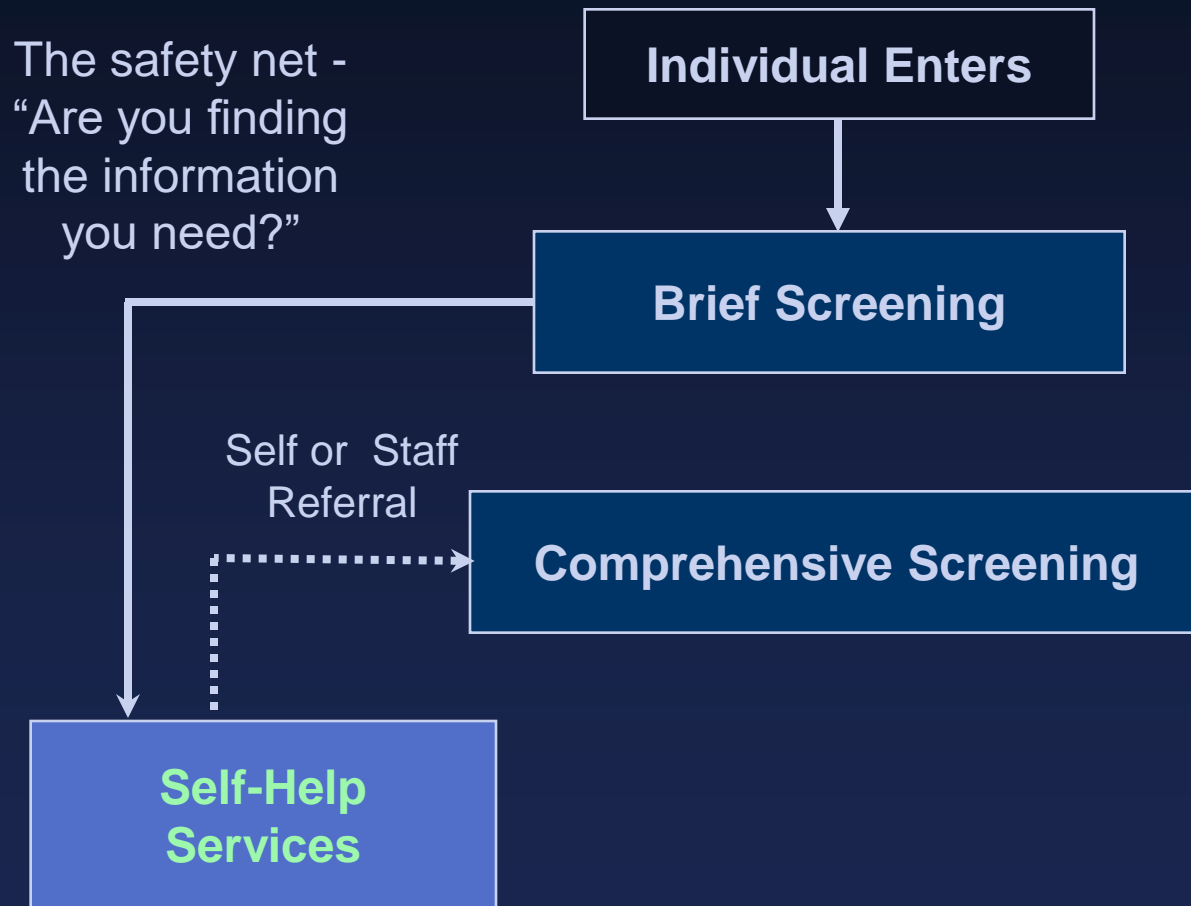 The safety net -
“Are you finding
the information
you need?”
Individual Enters
Brief Screening
Self or  Staff
Referral
Comprehensive Screening
Self-Help
Services